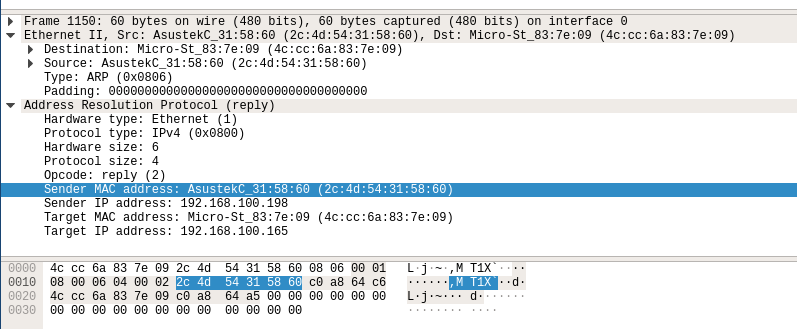 Frame 1150: 60 bytes on wire (480 bits), 60 bytes captured (480 bits) on interface 0
Ethernet II, Src: AsustekC_31:58:60 (2c:4d:54:31:58:60), Dst: Micro-St_83:7e:09 (4c:cc:6a:83:7e:09)
Destination: Micro-St_83:7e:09 (4c:cc:6a:83:7e:09)
Source: AsustekC_31:58:60 (2c:4d:54:31:58:60)
Type: ARP (0x0806)
Padding: 000000000000000000000000000000000000
Address Resolution Protocol (reply)
Hardware type: Ethernet (1)
Protocol type: IPv4 (0x0800)
Hardware size: 6
Protocol size: 4
Opcode: reply (2)
Sender MAC address: AsustekC_31:58:60 (2c:4d:54:31:58:60)
Sender IP address: 192.168.100.198
Target MAC address: Micro-St_83:7e:09 (4c:cc:6a:83:7e:09)
Target IP address: 192.168.100.165
0000 4c cc 6a 83 7e 09 2c 4d 54 31 58 60 08 06 00 01 L·j·~·,M T1X`····
0010 08 00 06 04 00 02 2c 4d 54 31 58 60 c0 a8 64 c6 ······,M T1X`··d·
0020 4c cc 6a 83 7e 09 c0 a8 64 a5 00 00 00 00 00 00 L·j·~··· d·······
0030 00 00 00 00 00 00 00 00 00 00 00 00 ········ ····